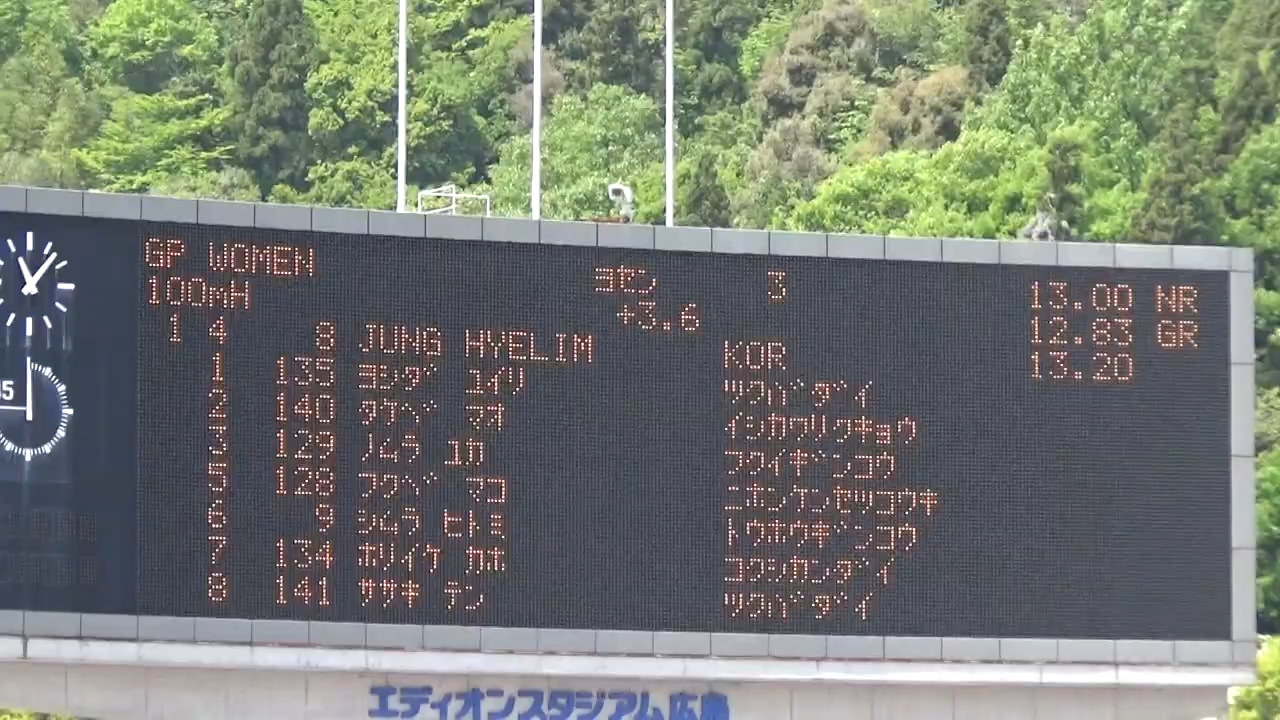 GP WOMEN ヨセン 3 13.00 NR
100mH +3.6 12.83 GR
1 4 8 JUNG HYELIM KOR 13.20
1 135 ヨシダ ユイリ ツクバダイ
2 140 タケベ マオ イシカワリクキョウ
3 129 ノムラ ユカ フクイギンコウ
5 128 フクベ マコ ニホンケンセツコウキ
6 9 シムラ ヒトミ トウホウギンコウ
7 134 ホリイケ カホ コクシカンダイ
8 141 ササキ テン ツクバダイ
エディオンスタジアム広島